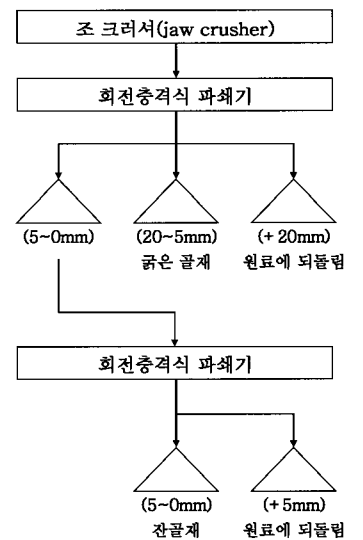 조 크러셔(jaw crusher)
회전충격식 파쇄기
(5~0mm)
(20~5mm)
굵은 골재
(+20mm)
원료에 되돌림
회전충격식 파쇄기
(5~0mm)
잔골재
(+5mm)
원료에 되돌림